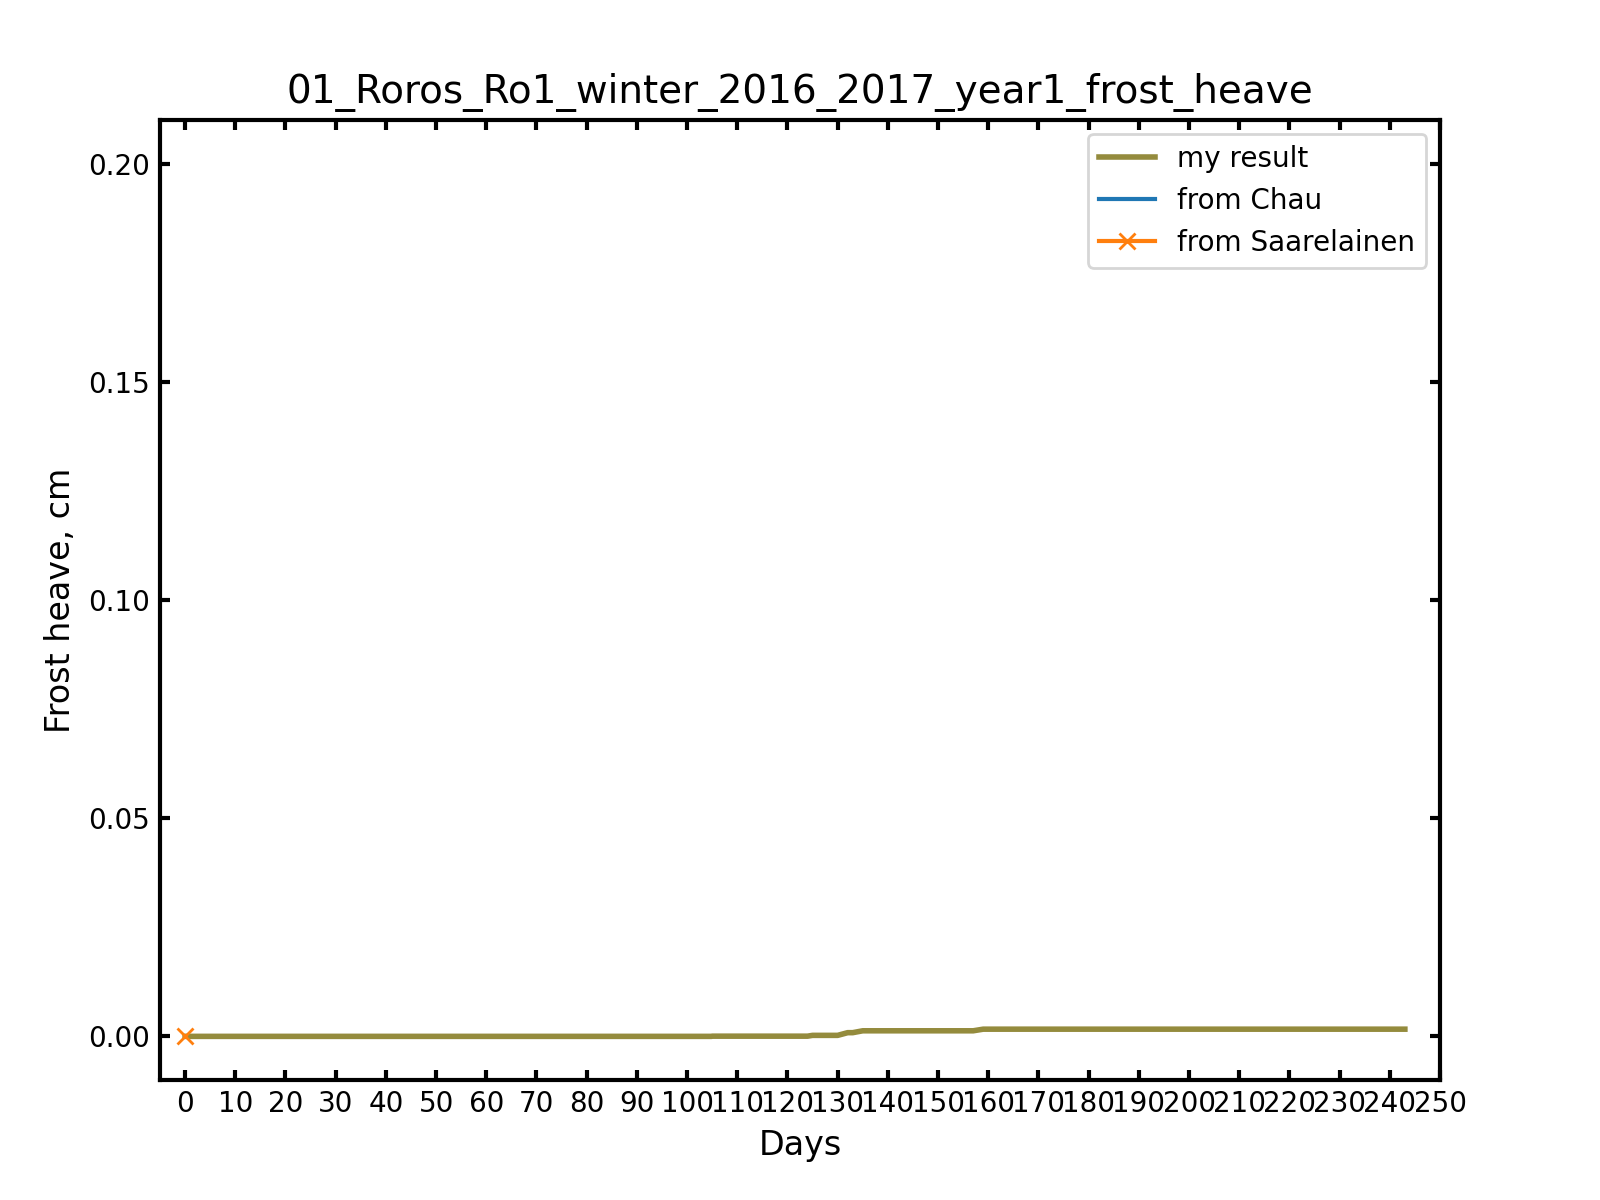 01_Roros_Ro1_winter_2016_2017_year1_frost_heave
my result
from Chau
from Saarelainen
0.20
0.15
0.10
0.05
0.00
Frost heave, cm
0 10 20 30 40 50 60 70 80 90 100 110 120 130 140 150 160 170 180 190 200 210 220 230 240 250
Days